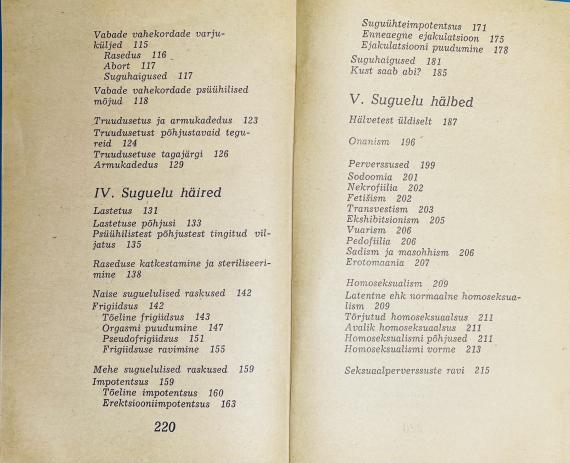 Vabade vahekordade varju-
küljed 115
Rasedus 116
Abort 117
Suguhaigused 117
Vabade vahekordade psüühilised
mõjud 118
Truudusetus ja armukadedus 123
Truudusetust põhjustavaid tegu-
reid 124
Truudusetuse tagajärgi 126
Armukadedus 129
IV. Suguelu häired
Lastetus 131
Lastetuse põhjusi 133
Psüühilistest põhjustest tingitud vil-
jatus 135
Raseduse katkestamine ja steriliseeri-
mine 138
Naise suguelulised raskused 142
Frigiidsus 142
Tõeline frigiidsus 143
Orgasmi puudumine 147
Pseudofrigiidsus 151
Frigiidsuse ravimine 155
Mehe suguelulised raskused 159
Impotentsus 159
Tõeline impotentsus 160
Erektsiooniimpotentsus 163
220
Suguühteimpotentsus 171
Enneaegne ejakulatsioon 175
Ejakulatsiooni puudumine 178
Suguhaigused 181
Kust saab abi? 185
V. Suguelu hälbed
Hälvetest üldiselt 187
Onanism 196
Perverssused 199
Sodoomia 201
Nekrofiilia 202
Fetišism 202
Transvestism 203
Ekshibitsionism 205
Vuarism 206
Pedofiilia 206
Sadism ja masohhism 206
Erotomaania 207
Homoseksualism 209
Latentne ehk normaalne homoseksua-
lism 209
Tõrjutud homoseksuaalsus 211
Avalik homoseksuaalsus 211
Homoseksualismi põhjused 211
Homoseksualismi vorme 213
Seksuaalperverssuste ravi 215